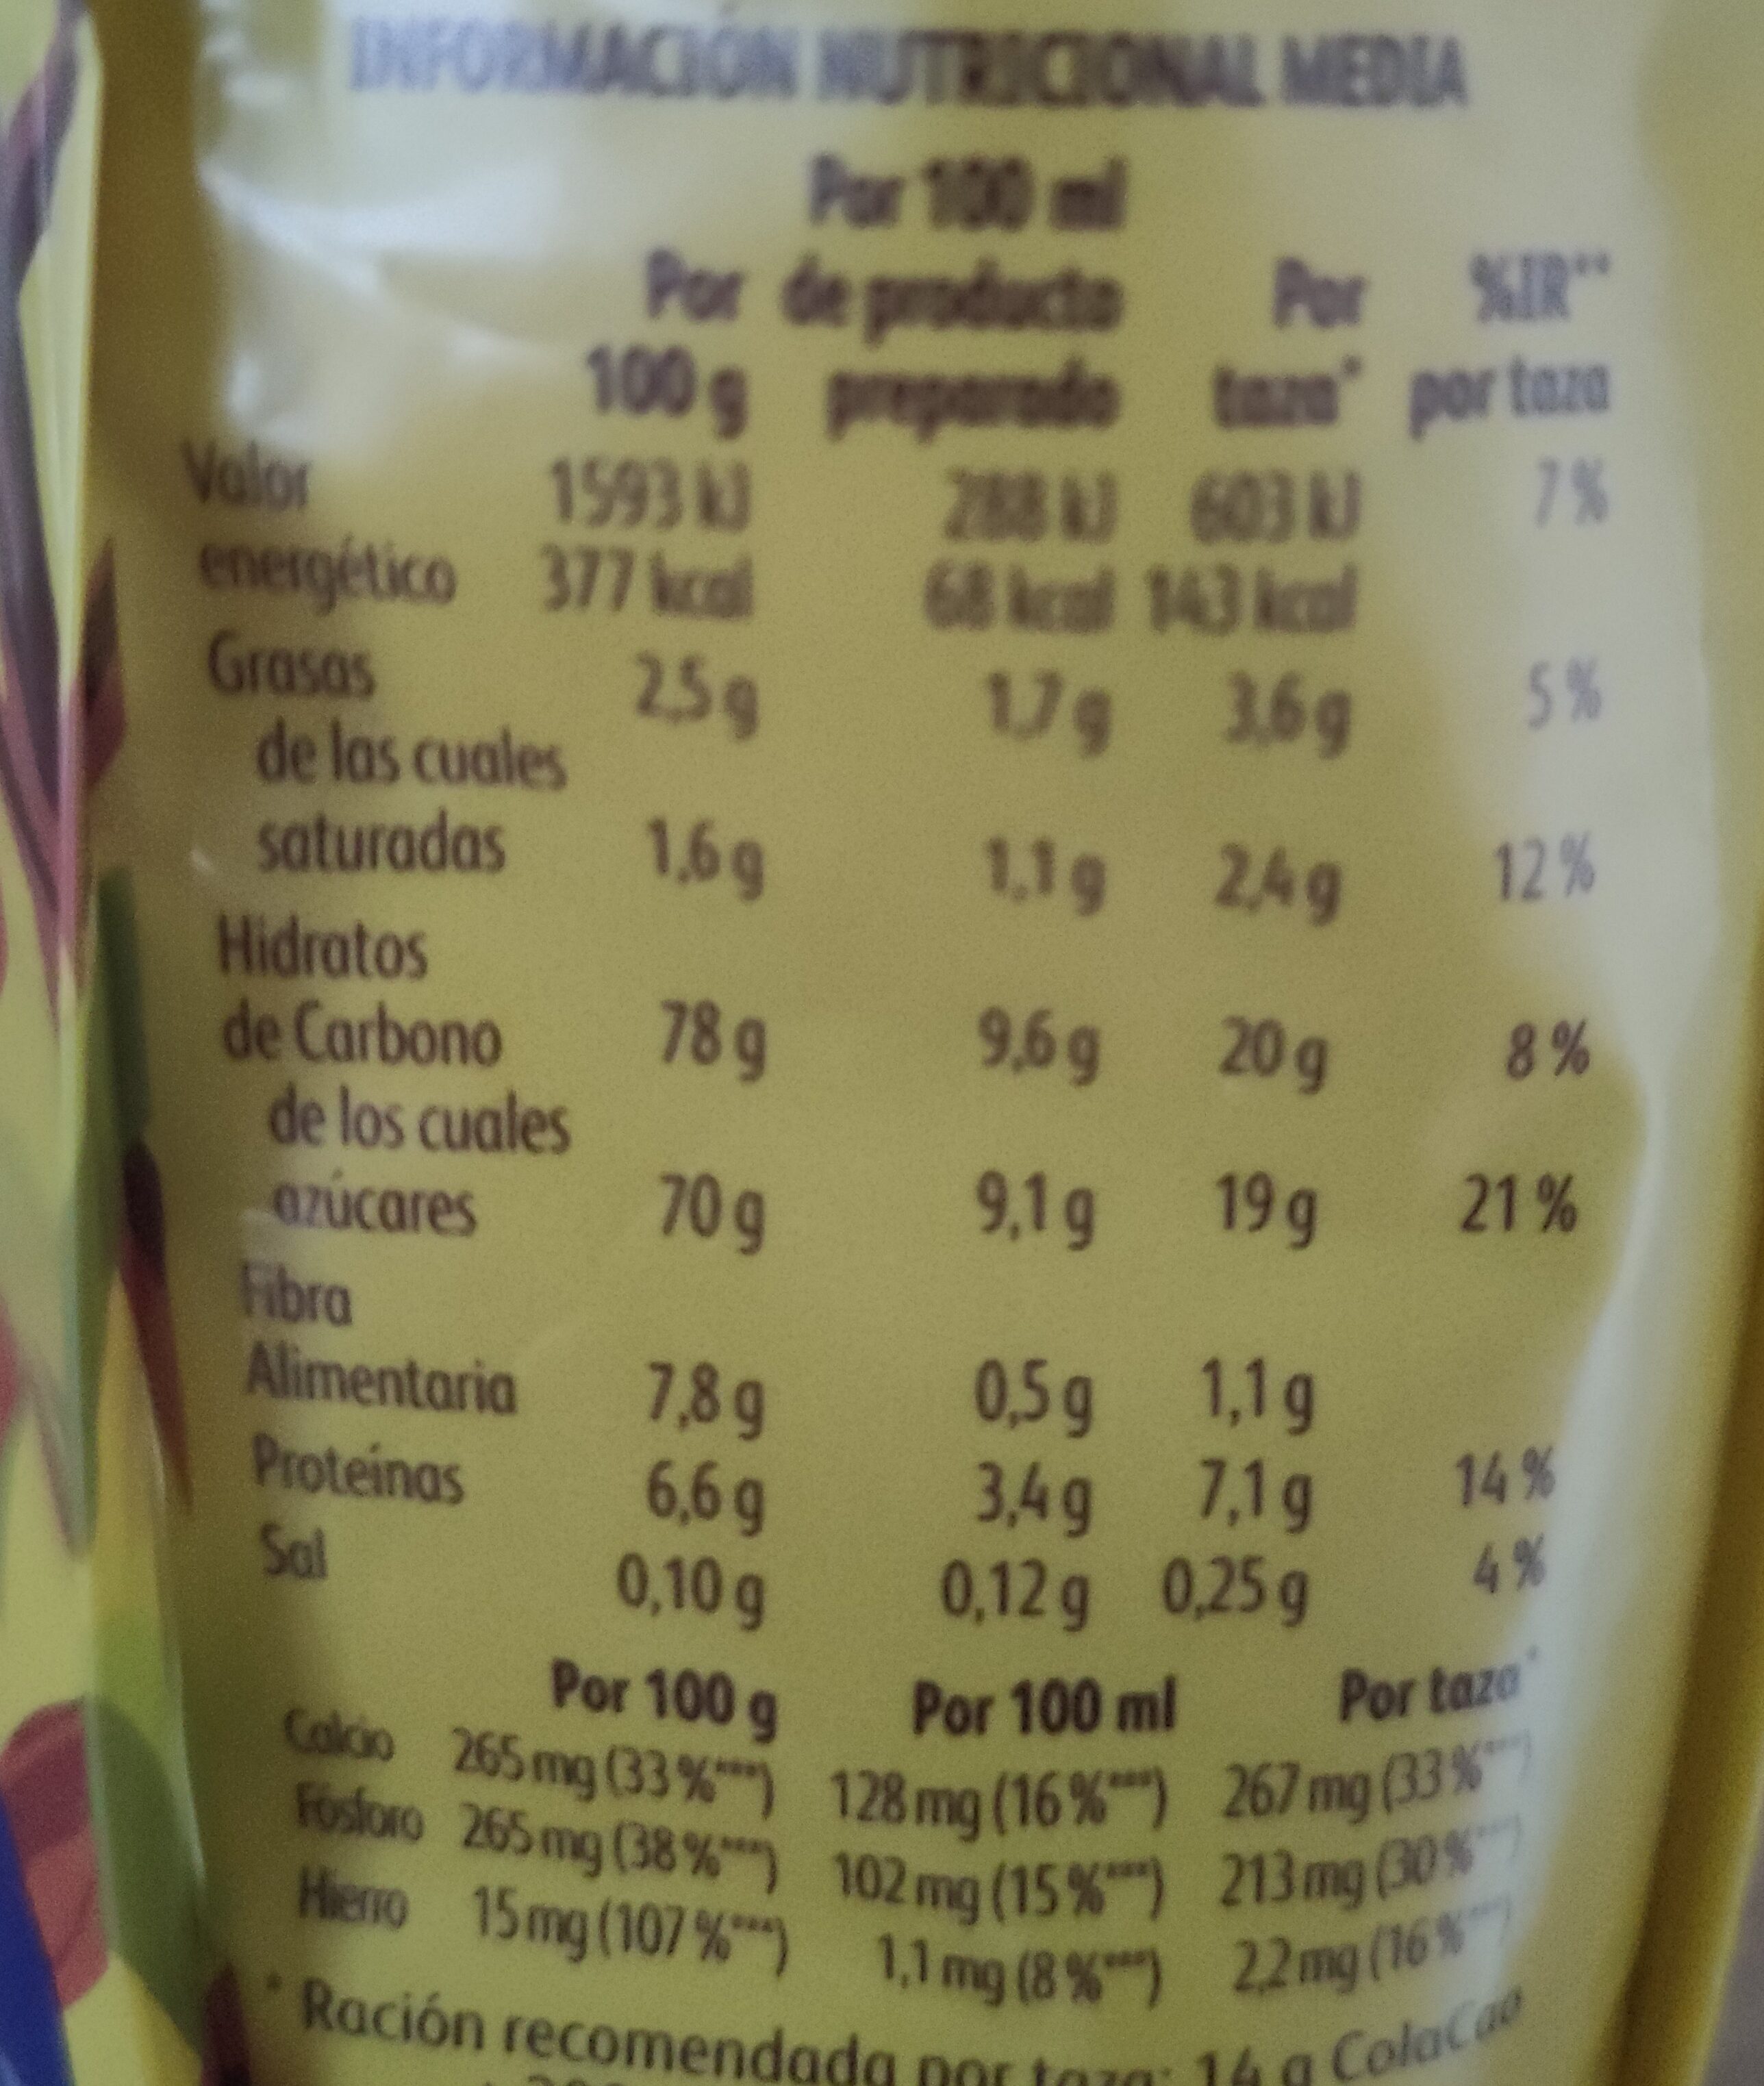 INFORMACIÓN NUTRICIONAL MEDIA
Por 100 ml
Por de producto Por %IR**
100 g preparado taza* por taza
Valor 1593 kJ 288 kJ 603 kJ 7 %
energético 377 kcal 68 kcal 143 kcal
Grasas 2,5 g 1,7 g 3,6 g 5 %
de las cuales
saturadas 1,6 g 1,1 g 2,4 g 12 %
Hidratos
de Carbono 78 g 9,6 g 20 g 8 %
de los cuales
azúcares 70 g 9,1 g 19 g 21 %
Fibra
Alimentaria 7,8 g 0,5 g 1,1 g
Proteínas 6,6 g 3,4 g 7,1 g 14 %
Sal 0,10 g 0,12 g 0,25 g 4 %
Por 100 g Por 100 ml Por taza*
Calcio 265 mg (33 %***) 128 mg (16 %***) 267 mg (33 %***)
Fósforo 265 mg (38 %***) 102 mg (15 %***) 213 mg (30 %***)
Hierro 15 mg (107 %***) 1,1 mg (8 %***) 2,2 mg (16 %***)
* Ración recomendada por taza: 14 g ColaCao